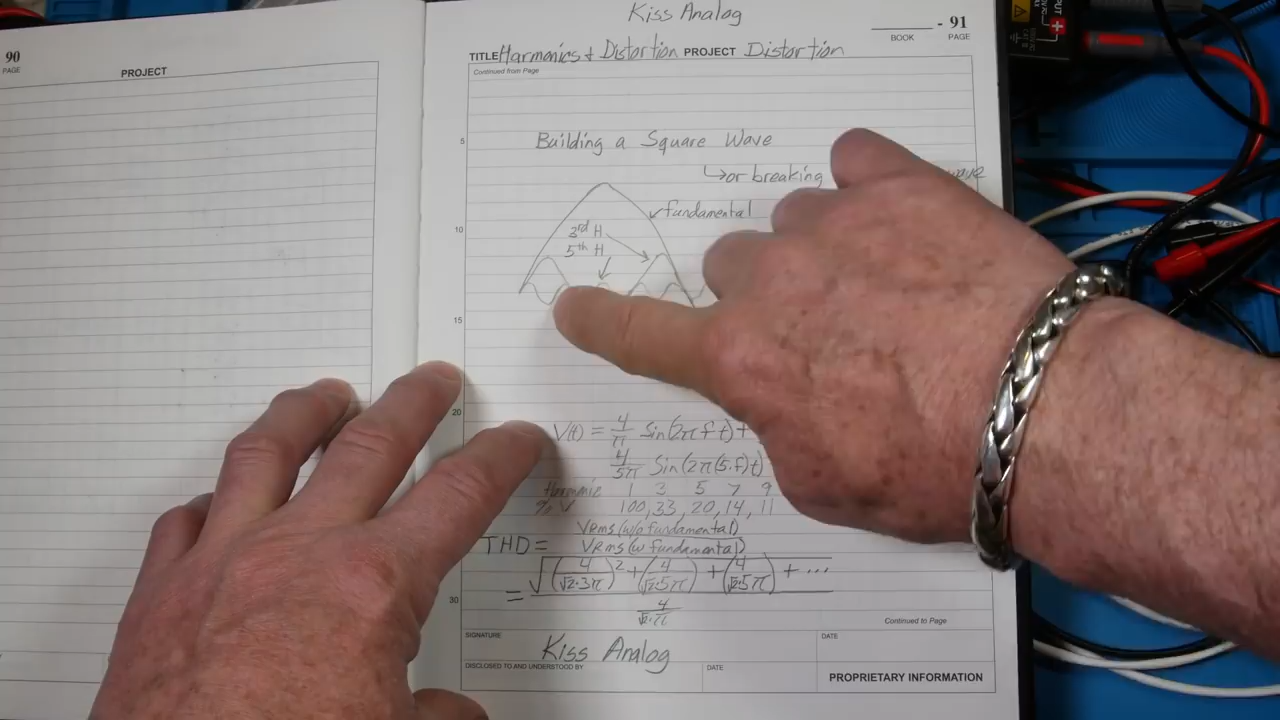 Kiss Analog
90
PAGE
PROJECT
BOOK
- 91
PAGE
TITLE Harmonics & Distortion PROJECT Distortion
Continued from Page
5
Building a Square Wave
↳or breaking wave
fundamental
10
3rd H
5th H
15
20
V(t) = 4/π Sin(2πft) +
4/5π Sin(2π(5·f)t)
Harmonic 1 3 5 7 9
% V 100, 33, 20, 14, 11
VRMS (w/o fundamental)
THD = VRMS (w fundamental)
= √(4/√2·3π)² + (4/√2·5π) + (4/√2·5π) + ...
30
4/√2·π
Continued to Page
SIGNATURE
Kiss Analog
DATE
DISCLOSED TO AND UNDERSTOOD BY
DATE
PROPRIETARY INFORMATION